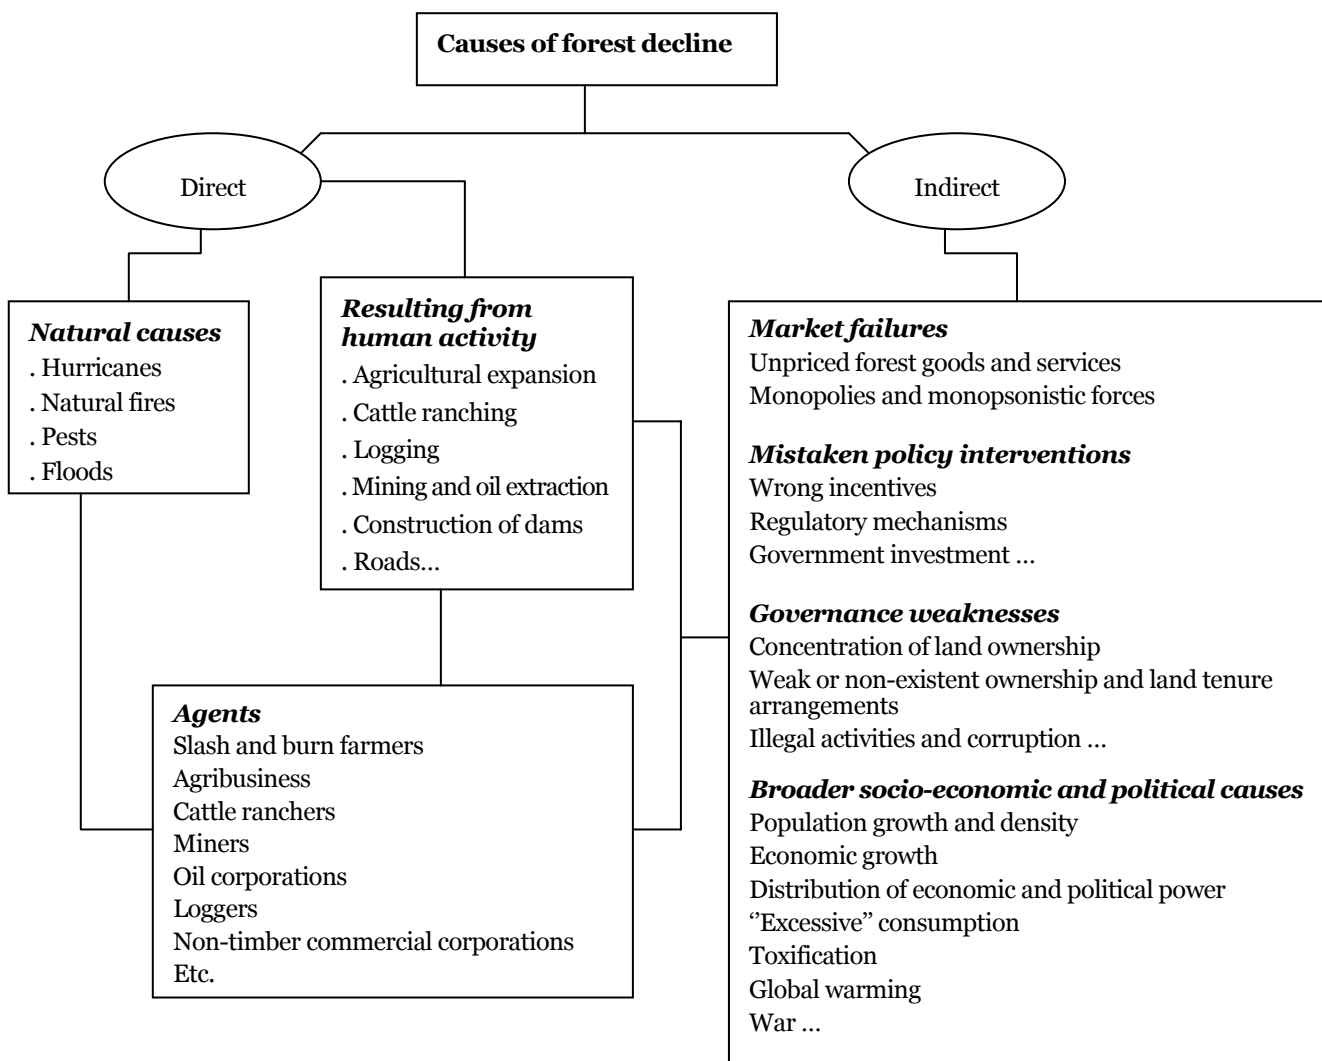 Causes of forest decline
Direct
Indirect
Natural causes
. Hurricanes
. Natural fires
. Pests
. Floods
Resulting from
human activity
. Agricultural expansion
. Cattle ranching
. Logging
. Mining and oil extraction
. Construction of dams
. Roads...
Agents
Slash and burn farmers
Agribusiness
Cattle ranchers
Miners
Oil corporations
Loggers
Non-timber commercial corporations
Etc.
Market failures
Unpriced forest goods and services
Monopolies and monopsonistic forces
Mistaken policy interventions
Wrong incentives
Regulatory mechanisms
Government investment ...
Governance weaknesses
Concentration of land ownership
Weak or non-existent ownership and land tenure
arrangements
Illegal activities and corruption ...
Broader socio-economic and political causes
Population growth and density
Economic growth
Distribution of economic and political power
‘’Excessive” consumption
Toxification
Global warming
War ...